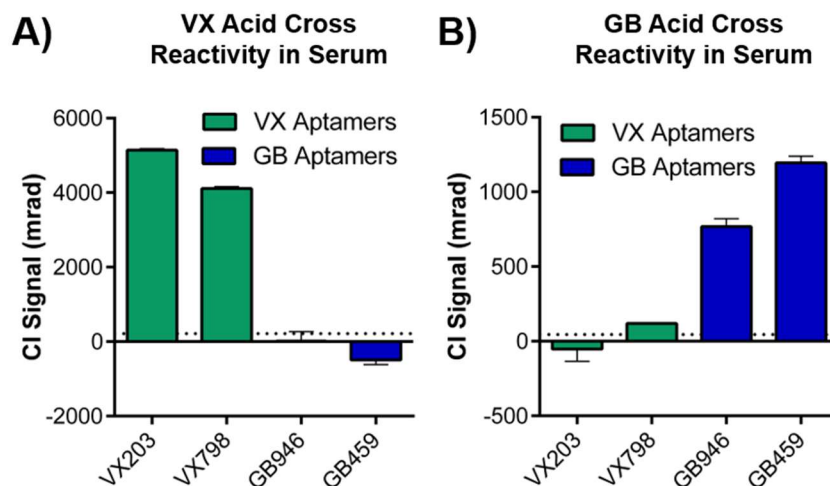 A)
VX Acid Cross
Reactivity in Serum
CI Signal (mrad)
6000
4000
2000
0
-2000
VX Aptamers
GB Aptamers
VX203
VX798
GB946
GB459
B)
GB Acid Cross
Reactivity in Serum
CI Signal (mrad)
1500
1000
500
0
-500
VX Aptamers
GB Aptamers
VX203
VX798
GB946
GB459